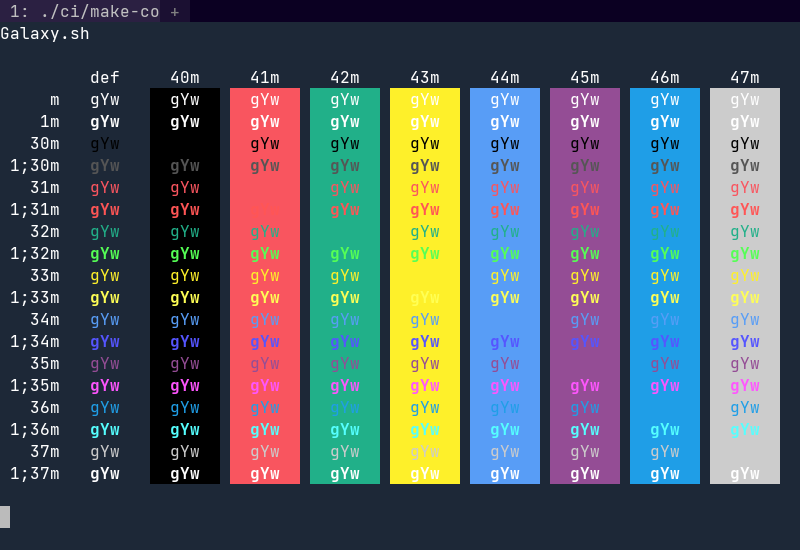 1: ./ci/make-co +
Galaxy.sh
def 40m 41m 42m 43m 44m 45m 46m 47m
m gYw gYw gYw gYw gYw gYw gYw gYw gYw
1m gYw gYw gYw gYw gYw gYw gYw gYw gYw
30m gYw gYw gYw gYw gYw gYw gYw gYw
1;30m gYw gYw gYw gYw gYw gYw gYw gYw gYw
31m gYw gYw gYw gYw gYw gYw gYw gYw
1;31m gYw gYw gYw gYw gYw gYw gYw gYw
32m gYw gYw gYw gYw gYw gYw gYw gYw
1;32m gYw gYw gYw gYw gYw gYw gYw gYw gYw
33m gYw gYw gYw gYw gYw gYw gYw gYw
1;33m gYw gYw gYw gYw gYw gYw gYw gYw gYw
34m gYw gYw gYw gYw gYw gYw gYw gYw
1;34m gYw gYw gYw gYw gYw gYw gYw gYw gYw
35m gYw gYw gYw gYw gYw gYw gYw gYw
1;35m gYw gYw gYw gYw gYw gYw gYw gYw gYw
36m gYw gYw gYw gYw gYw gYw gYw gYw
1;36m gYw gYw gYw gYw gYw gYw gYw gYw gYw
37m gYw gYw gYw gYw gYw gYw gYw gYw
1;37m gYw gYw gYw gYw gYw gYw gYw gYw gYw